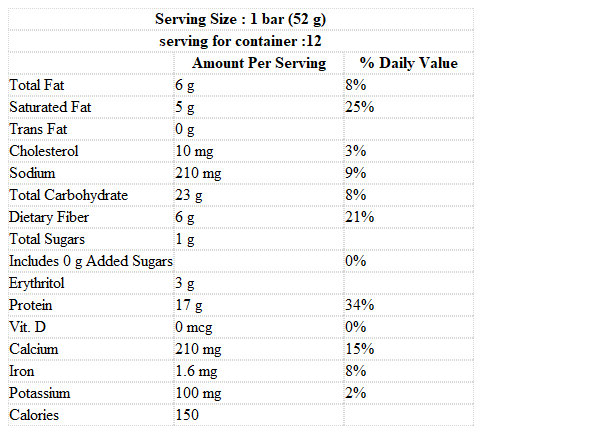 Serving Size : 1 bar (52 g)
serving for container :12
Amount Per Serving % Daily Value
Total Fat 6 g 8%
Saturated Fat 5 g 25%
Trans Fat 0 g
Cholesterol 10 mg 3%
Sodium 210 mg 9%
Total Carbohydrate 23 g 8%
Dietary Fiber 6 g 21%
Total Sugars 1 g
Includes 0 g Added Sugars 0%
Erythritol 3 g
Protein 17 g 34%
Vit. D 0 mcg 0%
Calcium 210 mg 15%
Iron 1.6 mg 8%
Potassium 100 mg 2%
Calories 150